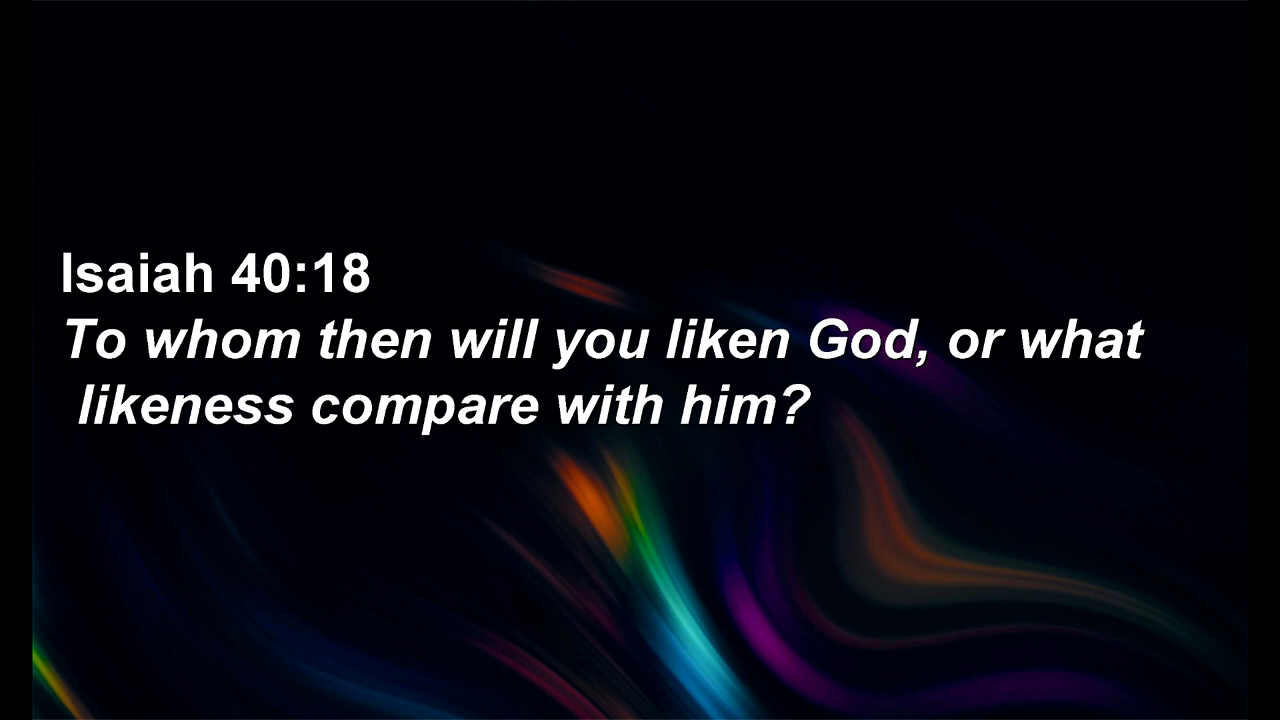 Isaiah 40:18
To whom then will you liken God, or what
likeness compare with him?